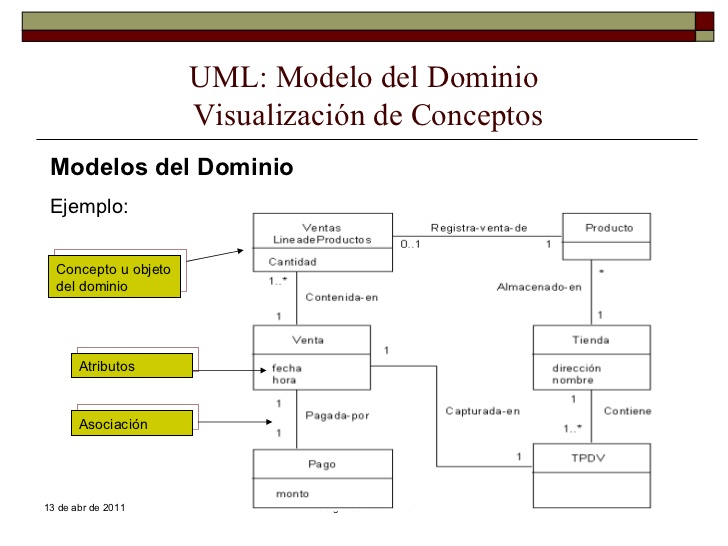 UML: Modelo del Dominio
Visualización de Conceptos
Modelos del Dominio
Ejemplo:
Concepto u objeto
del dominio
Atributos
Asociación
Ventas
LineadeProductos
Cantidad
0..1
Registra-venta-de
1
Producto
1..*
Contenida-en
1
*
Almacenado-en
1
Venta
fecha
hora
1
Tienda
dirección
nombre
1
Pagada-por
1
Capturada-en
1
1
Contiene
1..*
Pago
monto
TPDV
13 de abr de 2011